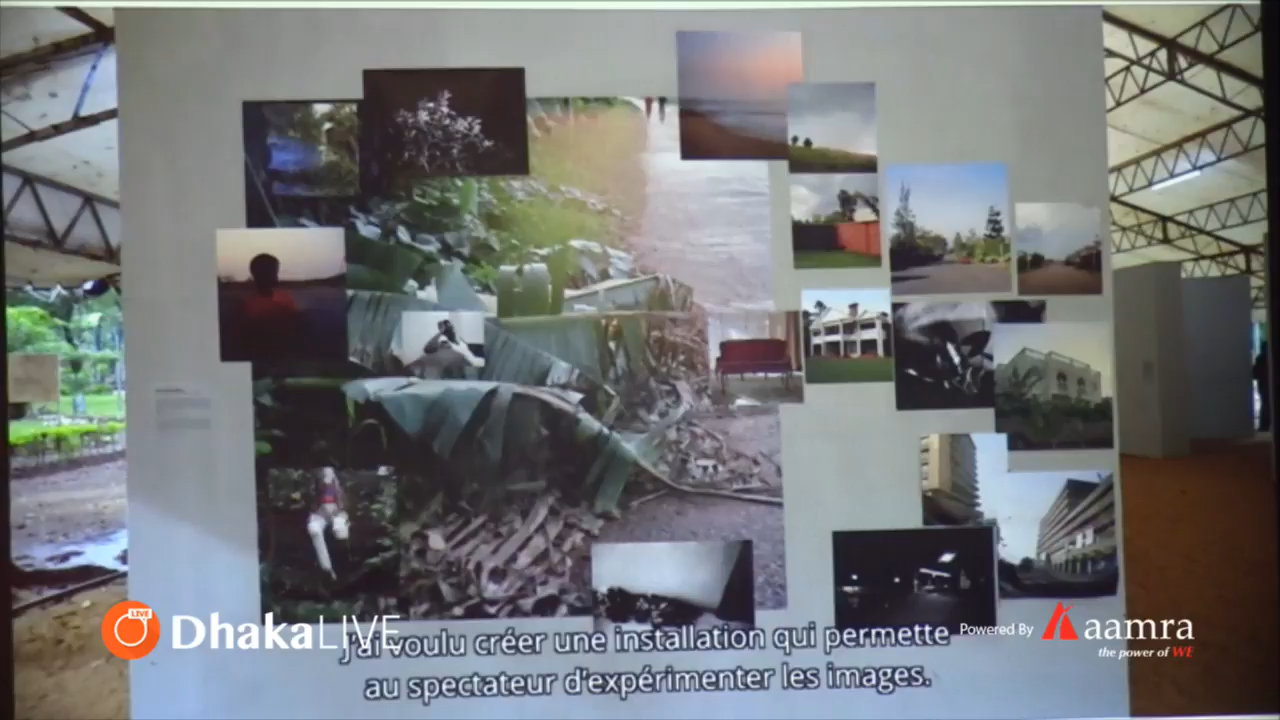 LIVE
DhakaLIVE
J'ai voulu créer une installation qui permette
au spectateur d'expérimenter les images.
Powered By aamra
the power of WE